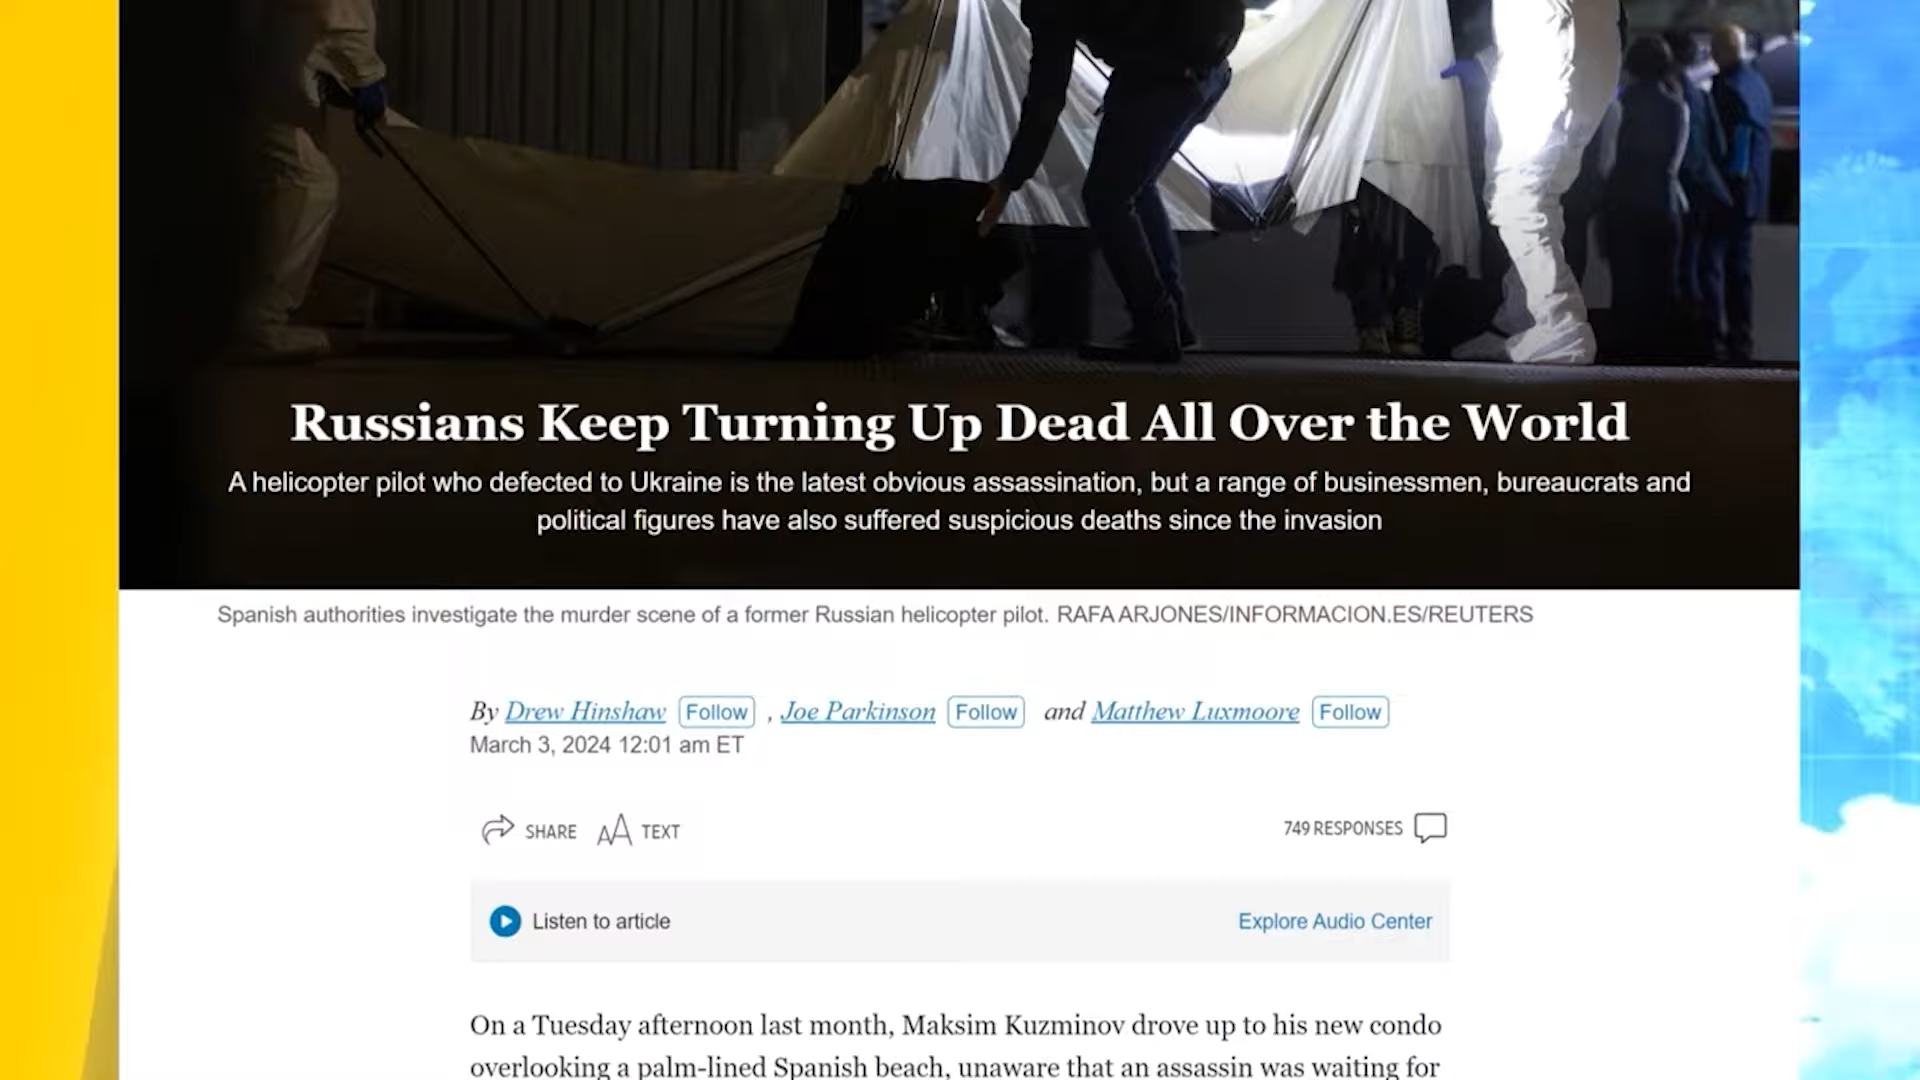 Russians Keep Turning Up Dead All Over the World
A helicopter pilot who defected to Ukraine is the latest obvious assassination, but a range of businessmen, bureaucrats and
political figures have also suffered suspicious deaths since the invasion
Spanish authorities investigate the murder scene of a former Russian helicopter pilot. RAFA ARJONES/INFORMACION.ES/REUTERS
By Drew Hinshaw Follow , Joe Parkinson Follow and Matthew Luxmoore Follow
March 3, 2024 12:01 am ET
SHARE AA TEXT 749 RESPONSES
Listen to article Explore Audio Center
On a Tuesday afternoon last month, Maksim Kuzminov drove up to his new condo
overlooking a palm-lined Spanish beach, unaware that an assassin was waiting for